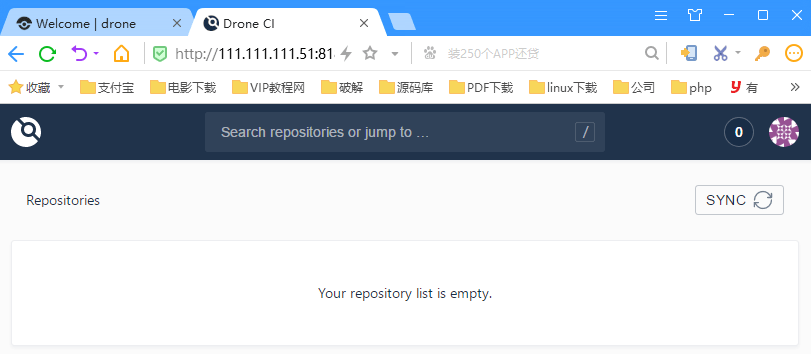 Welcome | drone
Drone CI
http://111.111.111.51:81
装250个APP还贷
收藏 支付宝 电影下载 VIP教程网 破解 源码库 PDF下载 linux下载 公司 php 有
Search repositories or jump to …
/
0
Repositories
SYNC
Your repository list is empty.